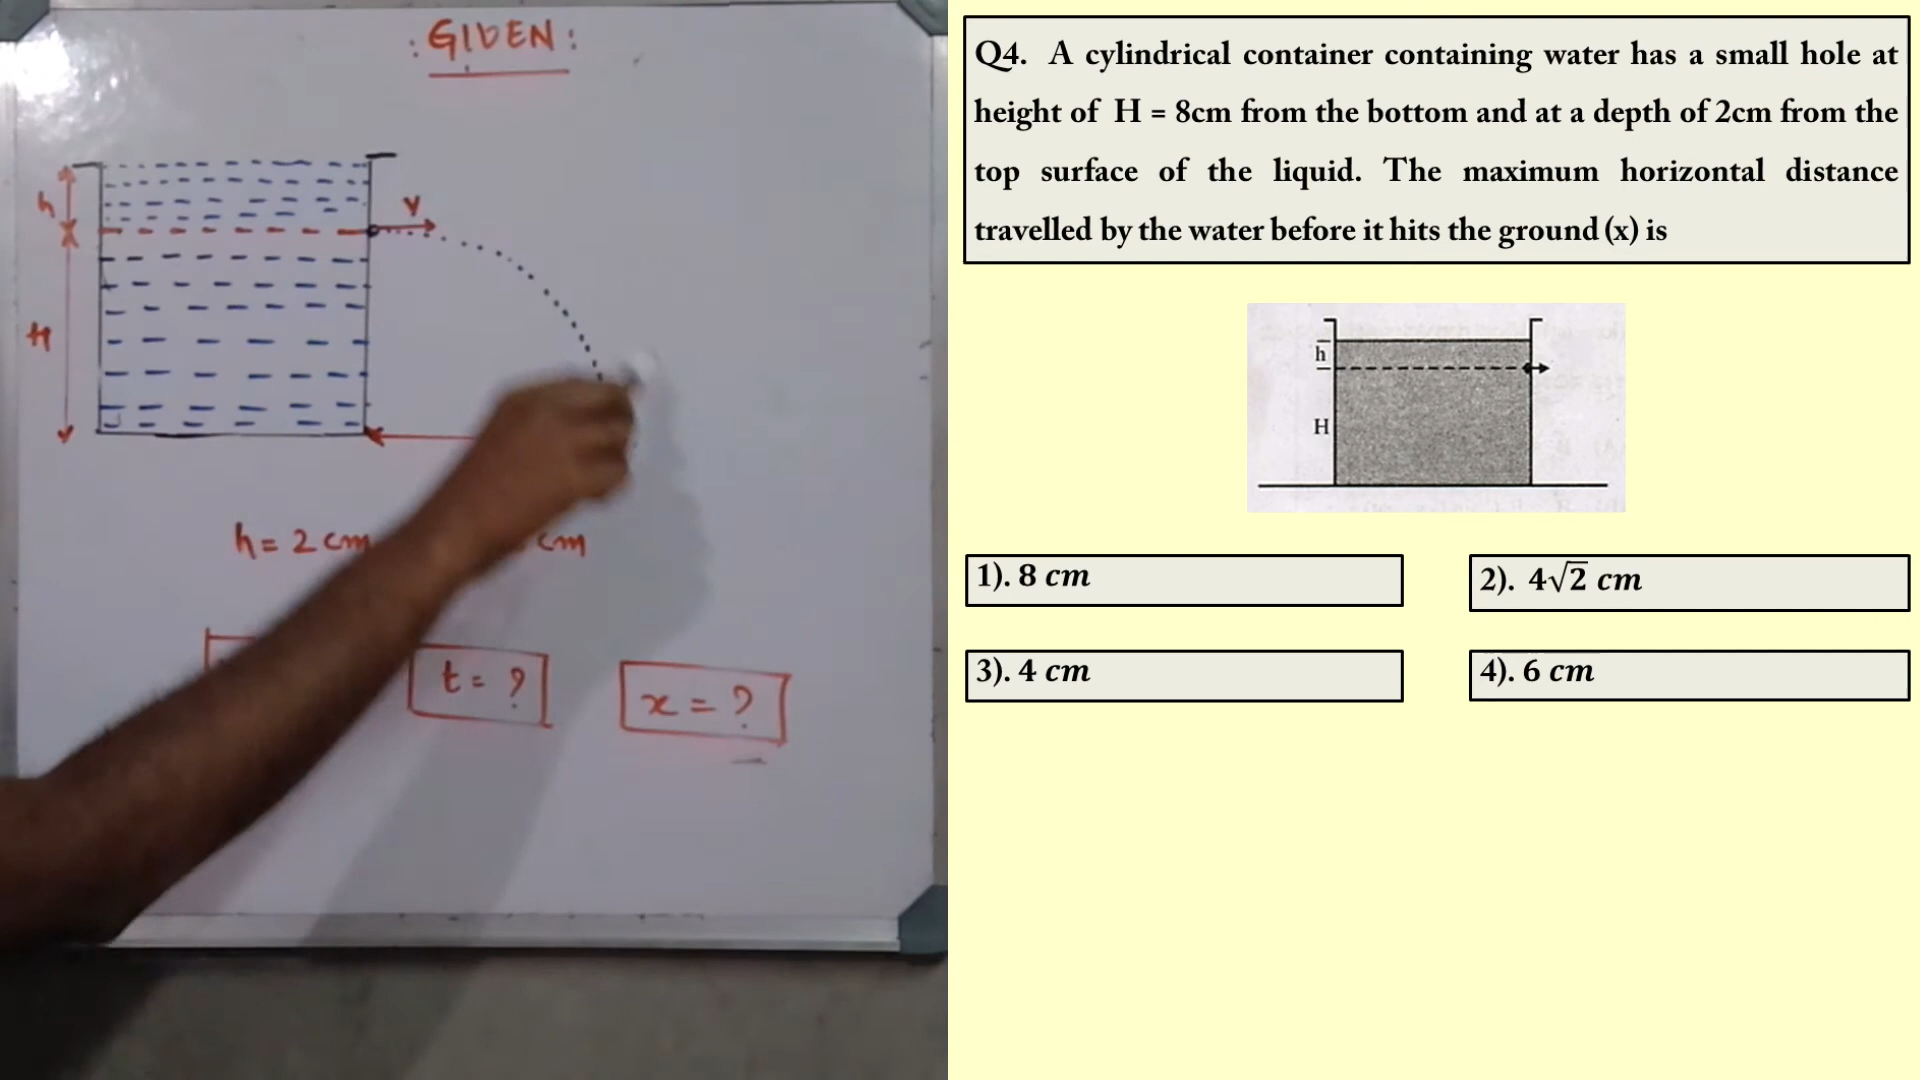 : GIVEN :
h
H
v
h = 2 cm
cm
t = ?
x = ?
Q4. A cylindrical container containing water has a small hole at
height of H = 8cm from the bottom and at a depth of 2cm from the
top surface of the liquid. The maximum horizontal distance
travelled by the water before it hits the ground (x) is
h
H
1). 8 cm
2). 4√2 cm
3). 4 cm
4). 6 cm